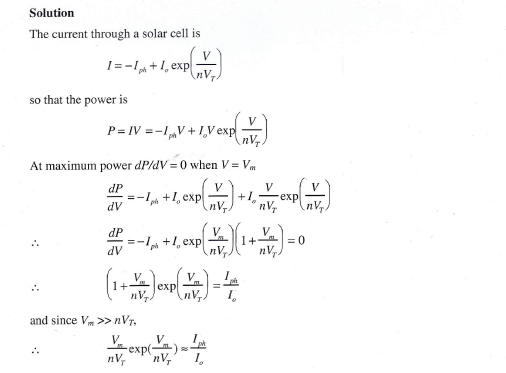 Solution
The current through a solar cell is
I = −I_ph + I_o exp(V/nV_T)
so that the power is
P = IV = −I_ph V + I_o V exp(V/nV_T)
At maximum power dP/dV = 0 when V = V_m
dP/dV = −I_ph + I_o exp(V/nV_T) + I_o V/nV_T exp(V/nV_T)
∴ dP/dV = −I_ph + I_o exp(V_m/nV_T)(1 + V_m/nV_T) = 0
∴ (1 + V_m/nV_T) exp(V_m/nV_T) = I_ph/I_o
and since V_m >> nV_T,
∴ V_m/nV_T exp(V_m/nV_T) ≈ I_ph/I_o